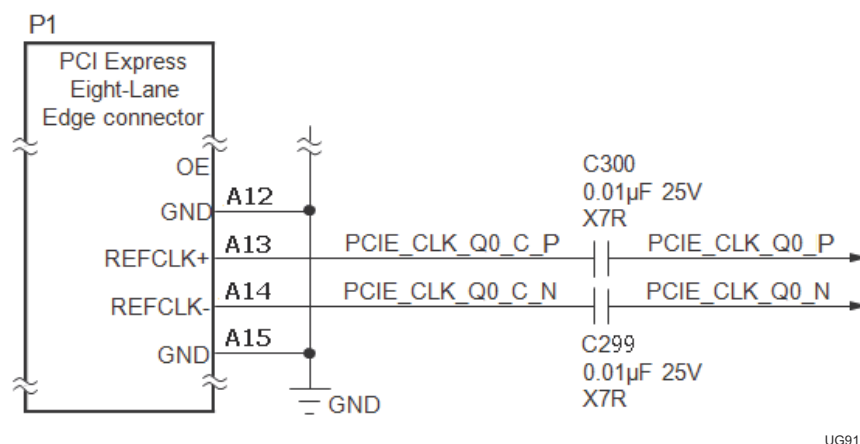 P1
PCI Express
Eight-Lane
Edge connector
OE
GND A12
REFCLK+ A13 PCIE_CLK_Q0_C_P PCIE_CLK_Q0_P
REFCLK- A14 PCIE_CLK_Q0_C_N PCIE_CLK_Q0_N
GND A15
GND
C300
0.01µF 25V
X7R
C299
0.01µF 25V
X7R
UG91